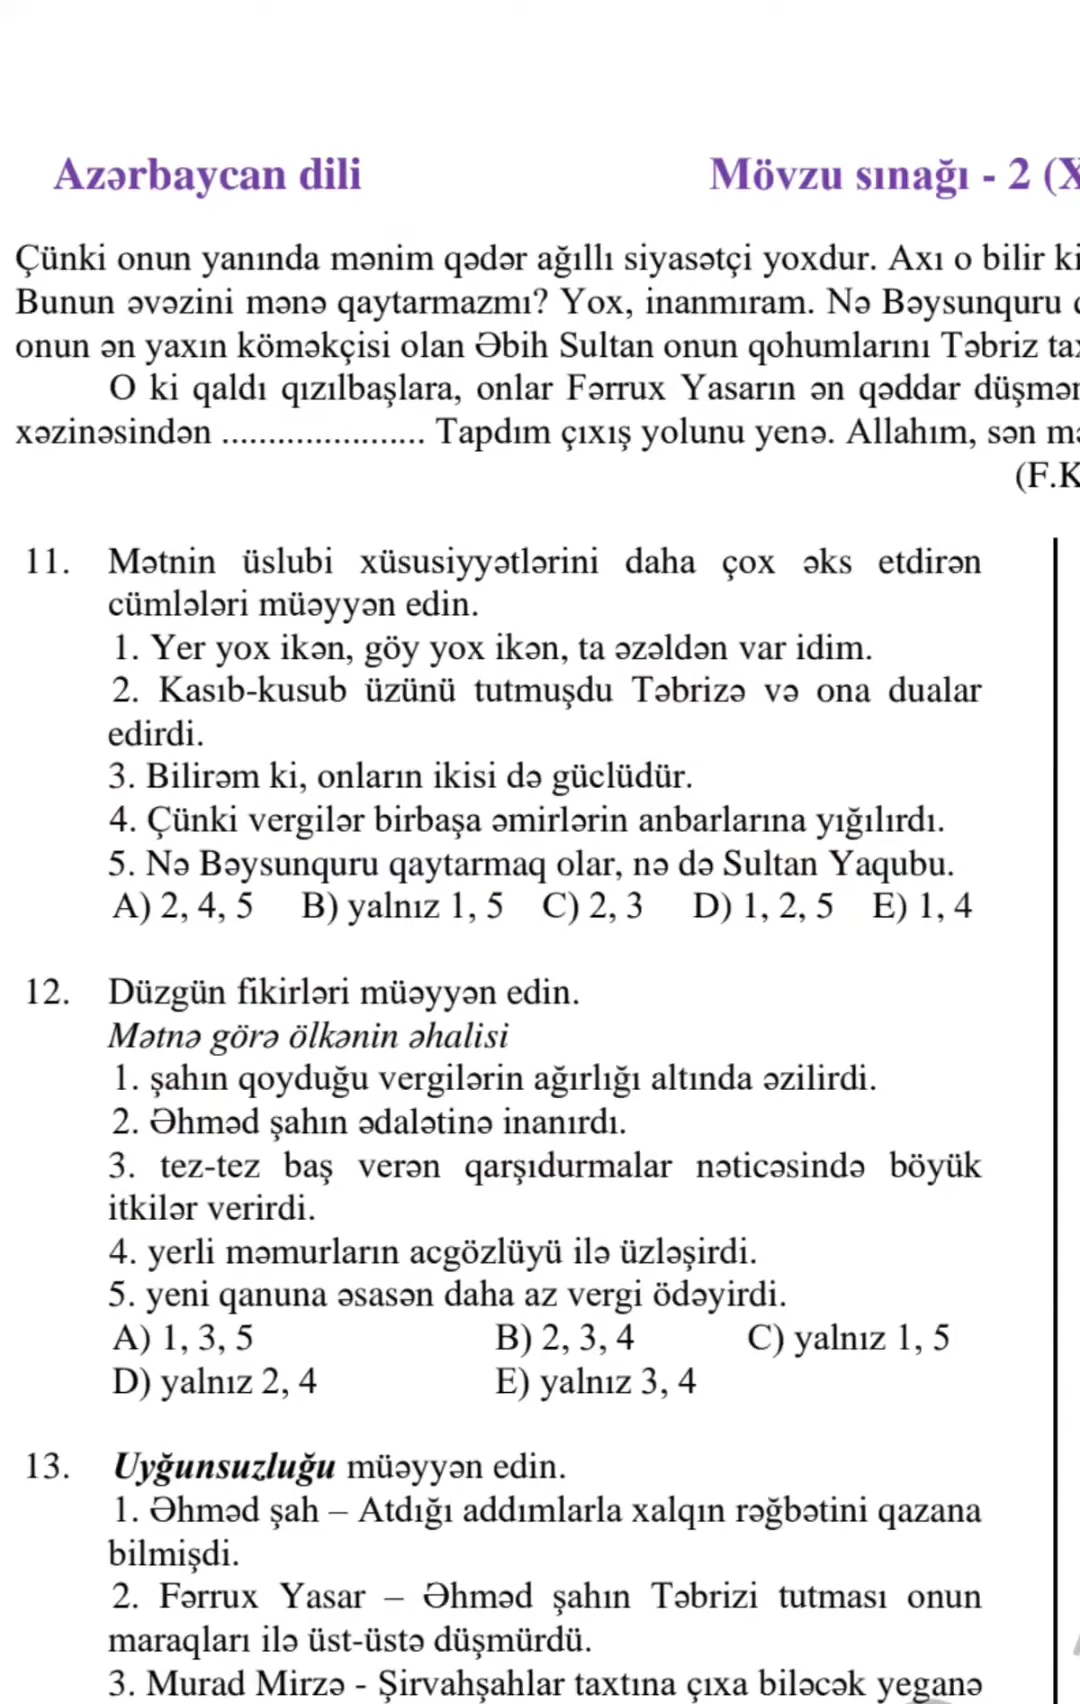 Azərbaycan dili Mövzu sınağı - 2 (X
Çünki onun yanında mənim qədər ağıllı siyasətçi yoxdur. Axı o bilir ki
Bunun əvəzini mənə qaytarmazmı? Yox, inanmıram. Nə Bəysunquru
onun ən yaxın köməkçisi olan Əbih Sultan onun qohumlarını Təbriz
O ki qaldı qızılbaşlara, onlar Fərrux Yasarın ən qəddar
xəzinəsindən ...................... Tapdım çıxış yolunu yenə. Allahım, sən
(F.K
11. Mətnin üslubi xüsusiyyətlərini daha çox əks etdirən
cümlələri müəyyən edin.
1. Yer yox ikən, göy yox ikən, ta əzəldən var idim.
2. Kasıb-kusub üzünü tutmuşdu Təbrizə və ona dualar
edirdi.
3. Bilirəm ki, onların ikisi də güclüdür.
4. Çünki vergilər birbaşa əmirlərin anbarlarına yığılırdı.
5. Nə Bəysunquru qaytarmaq olar, nə də Sultan Yaqubu.
A) 2, 4, 5 B) yalnız 1, 5 C) 2, 3 D) 1, 2, 5 E) 1, 4
12. Düzgün fikirləri müəyyən edin.
Mətnə görə ölkənin əhalisi
1. şahın qoyduğu vergilərin ağırlığı altında əzilirdi.
2. Əhməd şahın ədalətinə inanırdı.
3. tez-tez baş verən qarşıdurmalar nəticəsində böyük
itkilər verirdi.
4. yerli məmurların acgözlüyü ilə üzləşirdi.
5. yeni qanuna əsasən daha az vergi ödəyirdi.
A) 1, 3, 5 B) 2, 3, 4 C) yalnız 1, 5
D) yalnız 2, 4 E) yalnız 3, 4
13. Uyğunsuzluğu müəyyən edin.
1. Əhməd şah – Atdığı addımlarla xalqın rəğbətini qazana
bilmişdi.
2. Fərrux Yasar – Əhməd şahın Təbrizi tutması onun
maraqları ilə üst-üstə düşmürdü.
3. Murad Mirzə - Şirvahşahlar taxtına çıxa biləcək yeganə